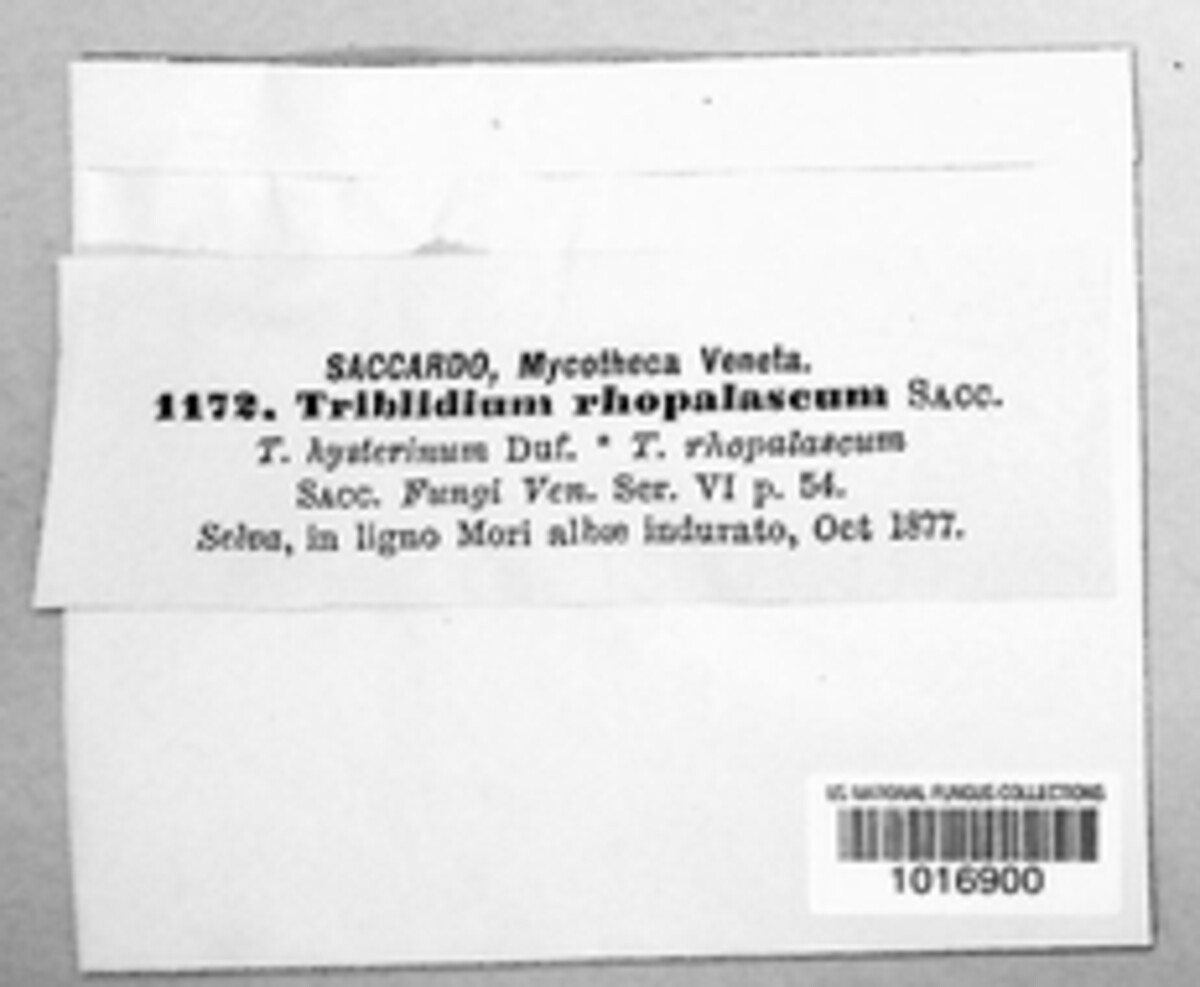 SACCARDO, Mycotheca Veneta.
1172. Triblidium rhopalascum SACC.
T. hysterinum Duf. * T. rhopalascum
SACC. Fungi Ven. Ser. VI p. 54.
Selva, in ligno Mori albæ indurato, Oct 1877.
US NATIONAL FUNGUS COLLECTIONS
1016900